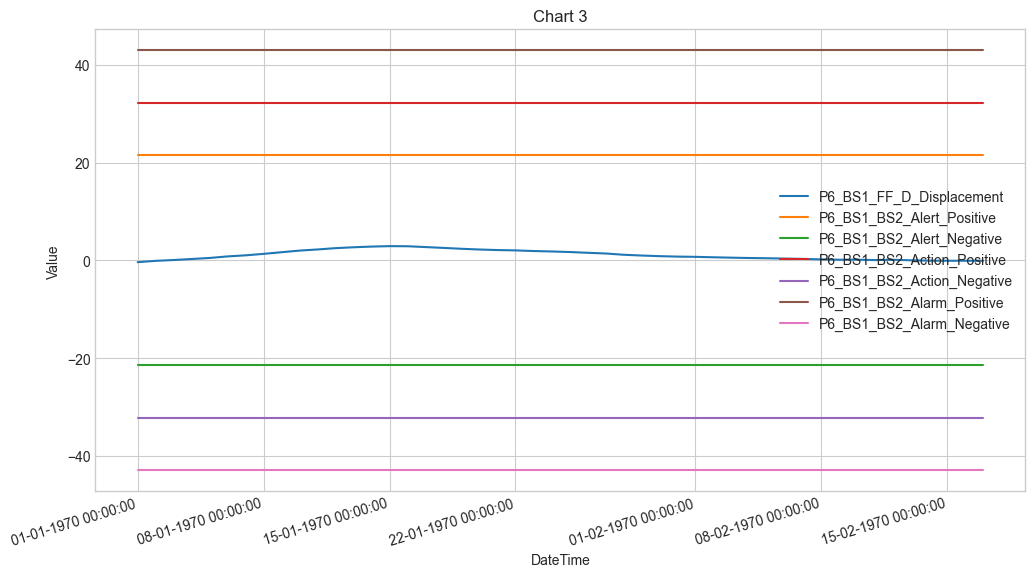 Chart 3
40
20
0
−20
−40
Value
P6_BS1_FF_D_Displacement
P6_BS1_BS2_Alert_Positive
P6_BS1_BS2_Alert_Negative
P6_BS1_BS2_Action_Positive
P6_BS1_BS2_Action_Negative
P6_BS1_BS2_Alarm_Positive
P6_BS1_BS2_Alarm_Negative
01-01-1970 00:00:00
08-01-1970 00:00:00
15-01-1970 00:00:00
22-01-1970 00:00:00
01-02-1970 00:00:00
08-02-1970 00:00:00
15-02-1970 00:00:00
DateTime